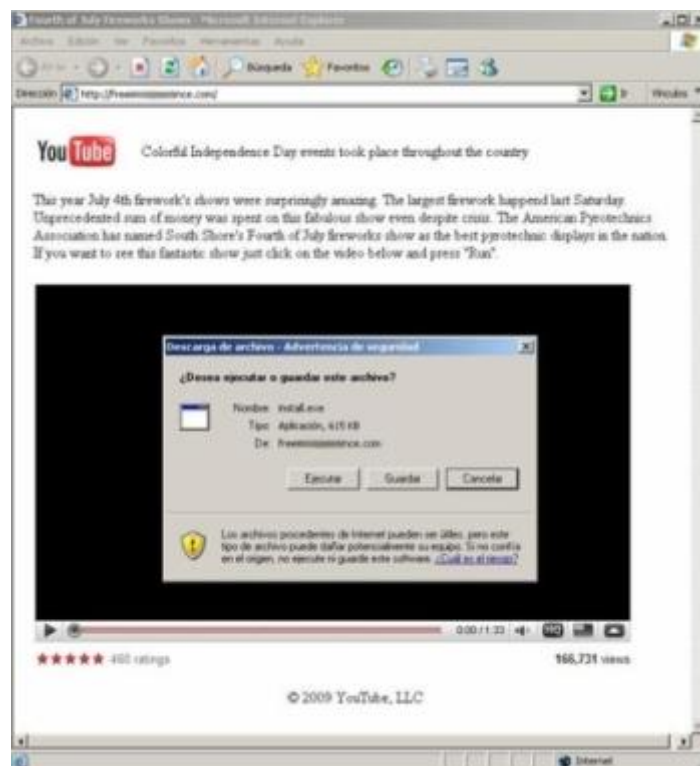 Fourth of July Fireworks Shows - Microsoft Internet Explorer
Archivo Edición Ver Favoritos Herramientas Ayuda
Búsqueda Favoritos
Dirección Ir Vínculos
YouTube Colorful Independence Day events took place throughout the country
This year July 4th firework's shows were surprisingly amazing. The largest firework happend last Saturday.
Unprecedented sum of money was spent on this fabulous show even despite crisis. The American Pyrotechnics
Association has named South Shore's Fourth of July fireworks show as the best pyrotechnic displays in the nation.
If you want to see this fantastic show just click on the video below and press "Run".
Descarga de archivo - Advertencia de seguridad
¿Desea ejecutar o guardar este archivo?
Nombre: install.exe
Tipo: Aplicación, 615 KB
De:
Ejecutar Guardar Cancelar
Los archivos procedentes de Internet pueden ser útiles, pero este
tipo de archivo puede dañar potencialmente su equipo. Si no confía
en el origen, no ejecute ni guarde este software. ¿Cuál es el riesgo?
0:00 / 1:33 HQ
ratings 166,731 views
© 2009 YouTube, LLC
Internet